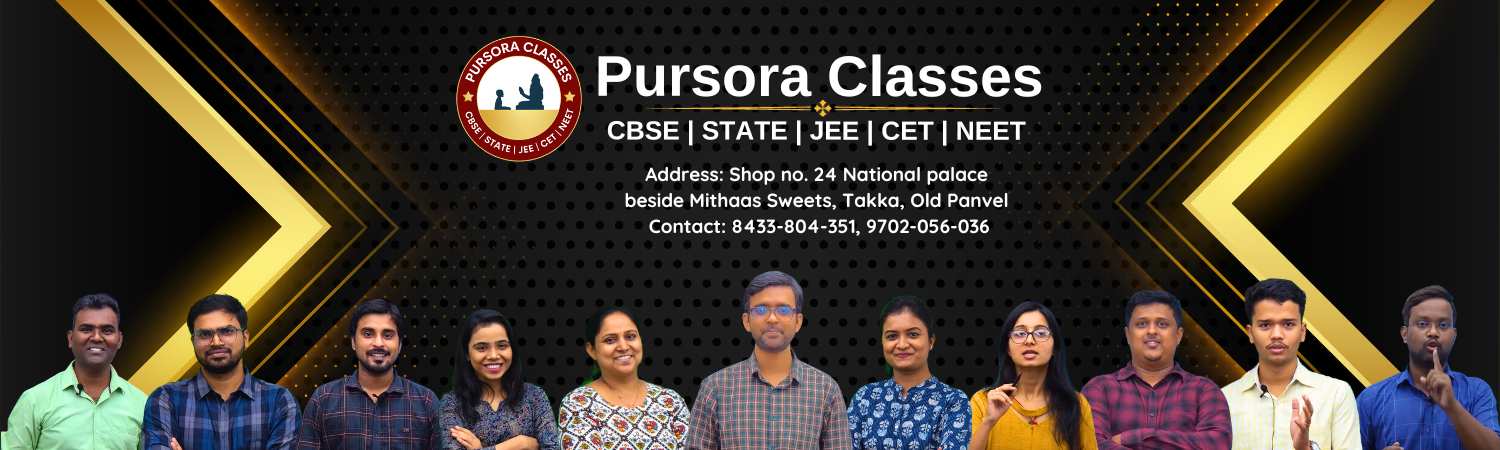 PURSORA CLASSES
CBSE | STATE | JEE | CET | NEET
Pursora Classes
CBSE | STATE | JEE | CET | NEET
Address: Shop no. 24 National palace
beside Mithaas Sweets, Takka, Old Panvel
Contact: 8433-804-351, 9702-056-036